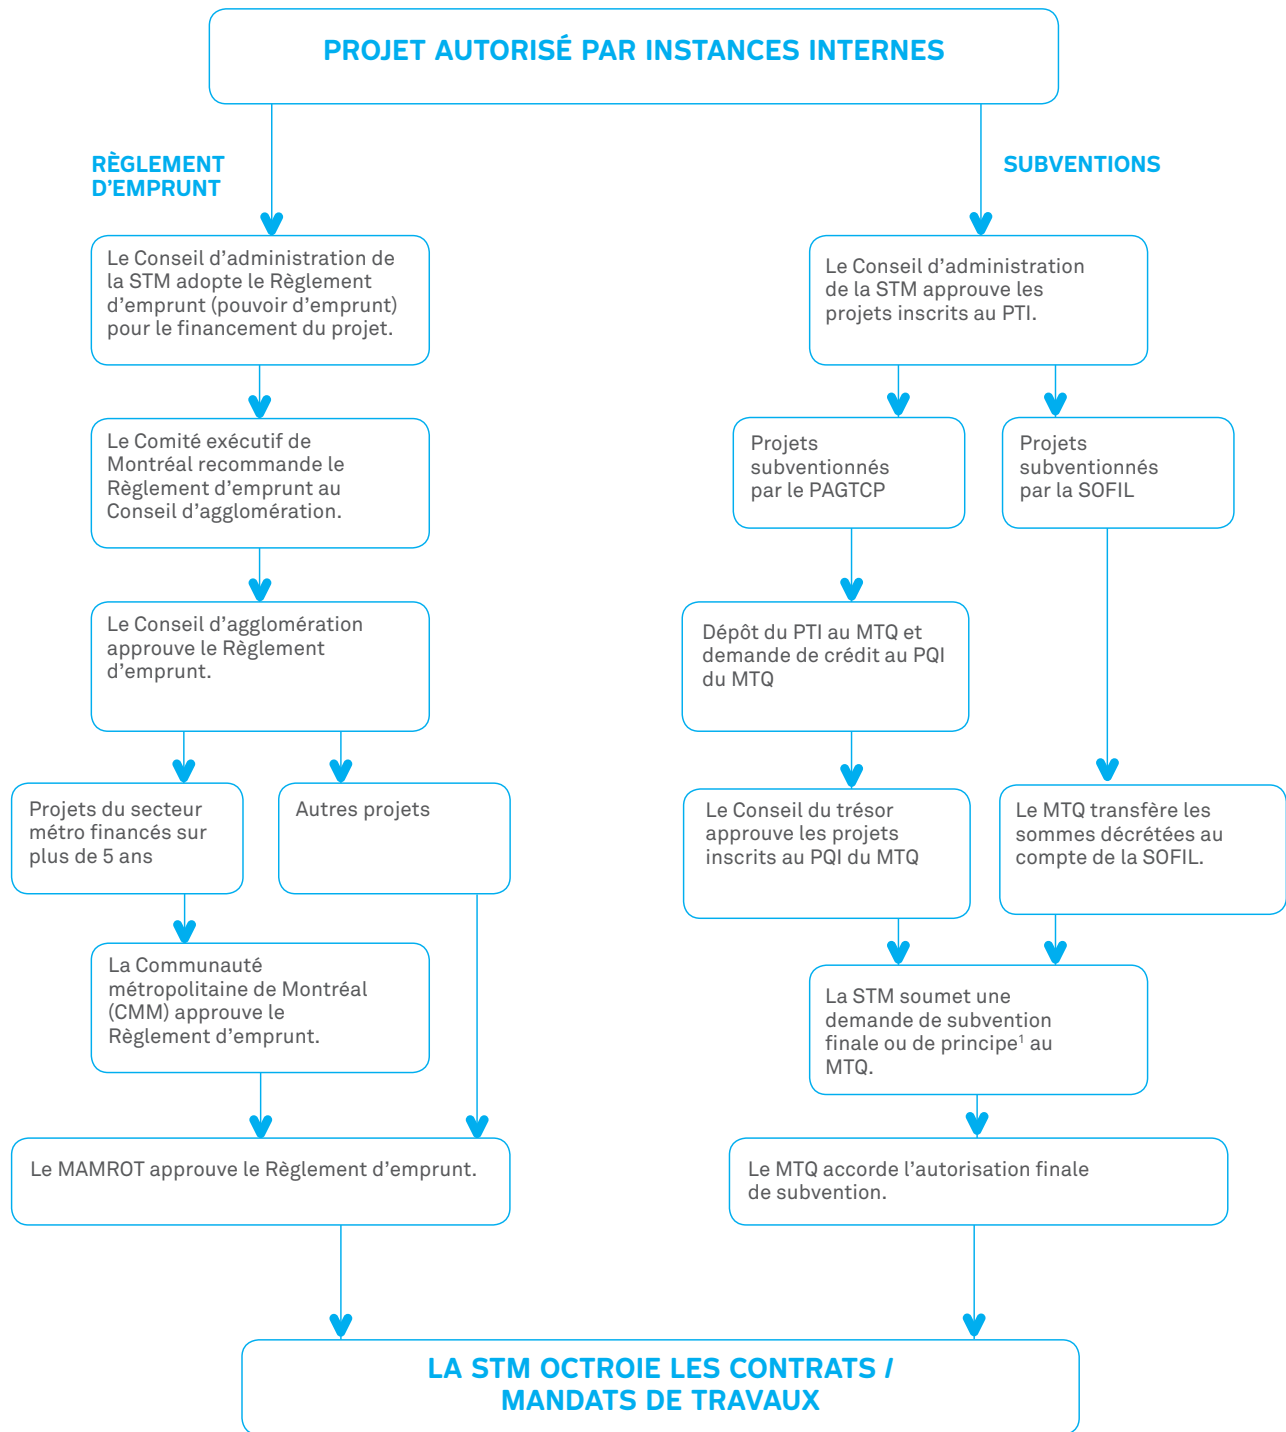 PROJET AUTORISÉ PAR INSTANCES INTERNES
RÈGLEMENT
D'EMPRUNT
Le Conseil d'administration de
la STM adopte le Règlement
d'emprunt (pouvoir d'emprunt)
pour le financement du projet.
Le Comité exécutif de
Montréal recommande le
Règlement d'emprunt au
Conseil d'agglomération.
Le Conseil d'agglomération
approuve le Règlement
d'emprunt.
Projets du secteur
métro financés sur
plus de 5 ans
Autres projets
La Communauté
métropolitaine de Montréal
(CMM) approuve le
Règlement d'emprunt.
Le MAMROT approuve le Règlement d'emprunt.
SUBVENTIONS
Le Conseil d'administration
de la STM approuve les
projets inscrits au PTI.
Projets
subventionnés
par le PAGTCP
Projets
subventionnés
par la SOFIL
Dépôt du PTI au MTQ et
demande de crédit au PQI
du MTQ
Le Conseil du trésor
approuve les projets
inscrits au PQI du MTQ
Le MTQ transfère les
sommes décrétées au
compte de la SOFIL.
La STM soumet une
demande de subvention
finale ou de principe¹ au
MTQ.
Le MTQ accorde l'autorisation finale
de subvention.
LA STM OCTROIE LES CONTRATS /
MANDATS DE TRAVAUX